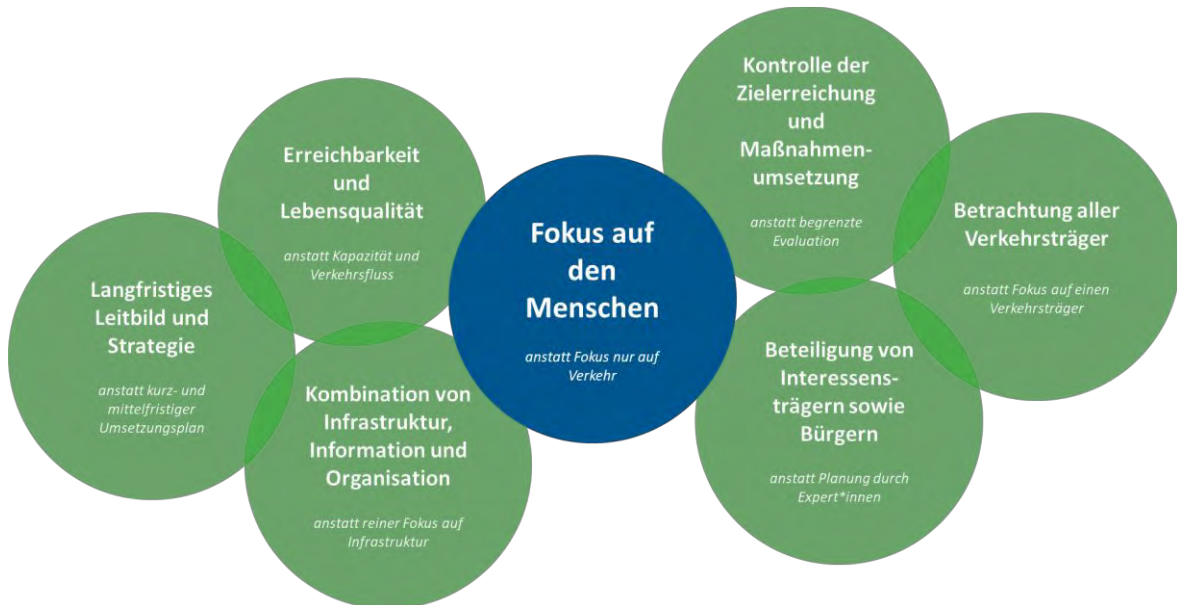 Langfristiges
Leitbild und
Strategie
anstatt kurz- und
mittelfristiger
Umsetzungsplan
Erreichbarkeit
und
Lebensqualität
anstatt Kapazität und
Verkehrsfluss
Kombination von
Infrastruktur,
Information und
Organisation
anstatt reiner Fokus auf
Infrastruktur
Fokus auf
den
Menschen
anstatt Fokus nur auf
Verkehr
Kontrolle der
Zielerreichung
und
Maßnahmen-
umsetzung
anstatt begrenzte
Evaluation
Beteiligung von
Interessens-
trägern sowie
Bürgern
anstatt Planung durch
Expert*innen
Betrachtung aller
Verkehrsträger
anstatt Fokus auf einen
Verkehrsträger